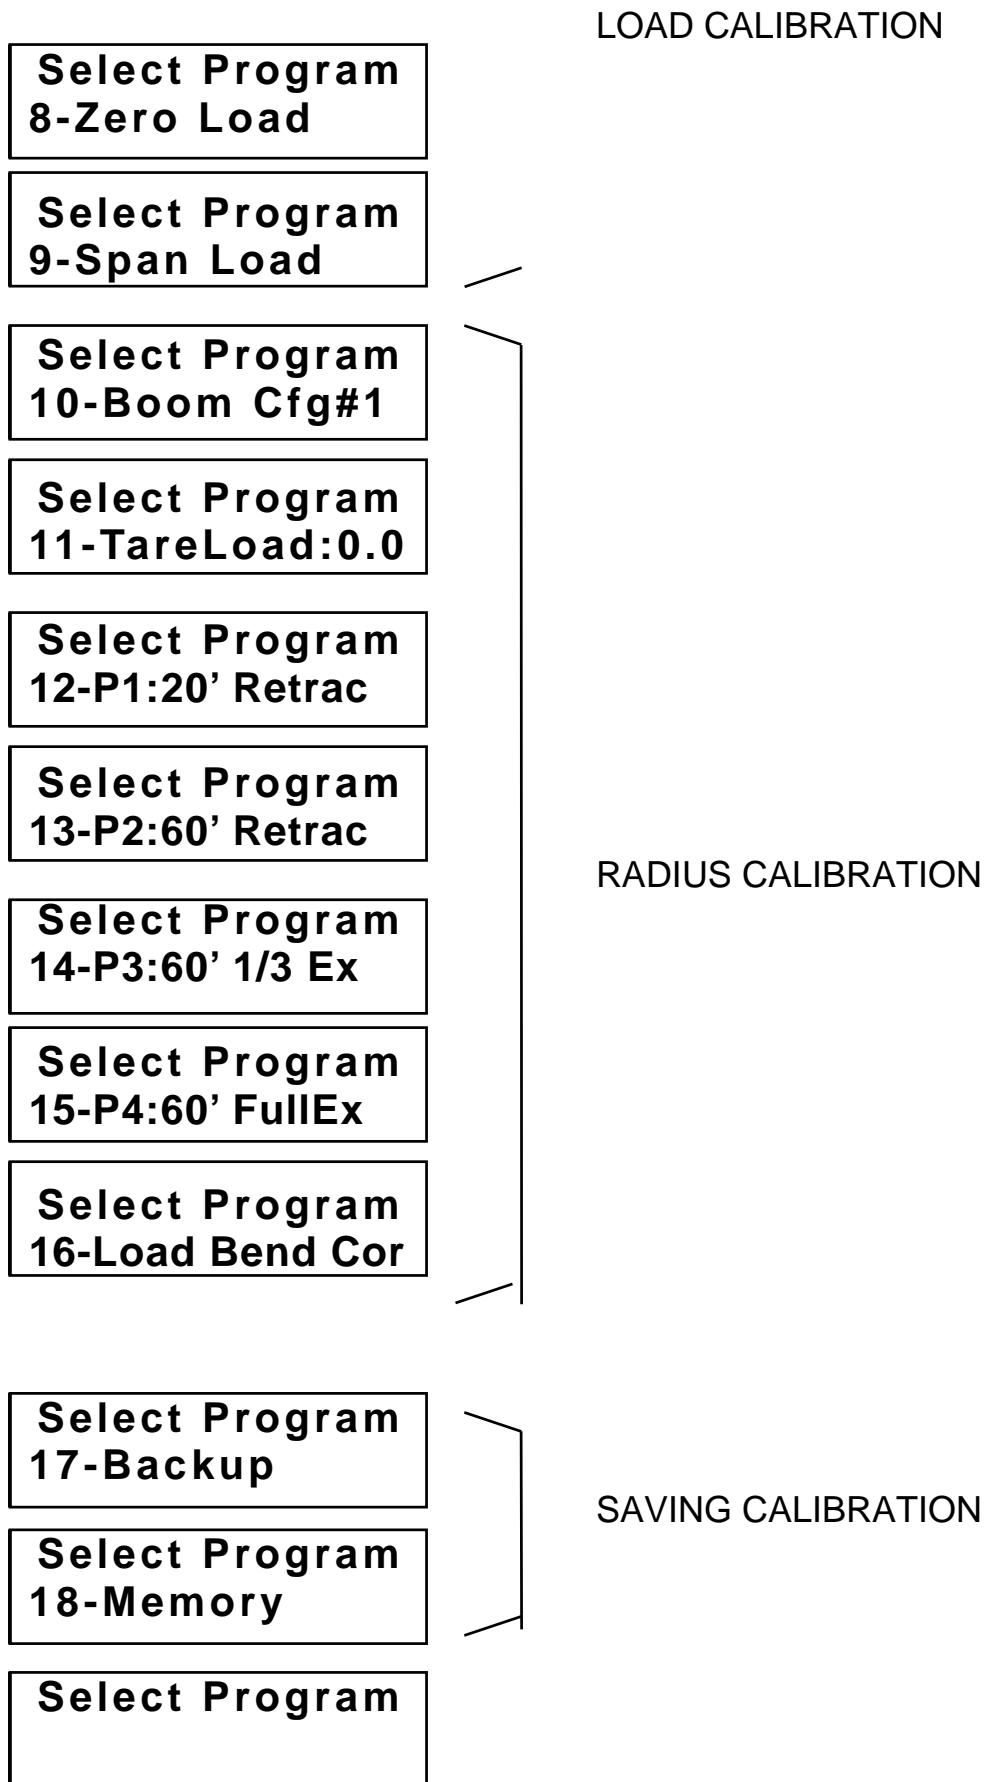 LOAD CALIBRATION
Select Program
8-Zero Load
Select Program
9-Span Load
Select Program
10-Boom Cfg#1
Select Program
11-TareLoad:0.0
Select Program
12-P1:20’ Retrac
Select Program
13-P2:60’ Retrac
RADIUS CALIBRATION
Select Program
14-P3:60’ 1/3 Ex
Select Program
15-P4:60’ FullEx
Select Program
16-Load Bend Cor
Select Program
17-Backup
SAVING CALIBRATION
Select Program
18-Memory
Select Program